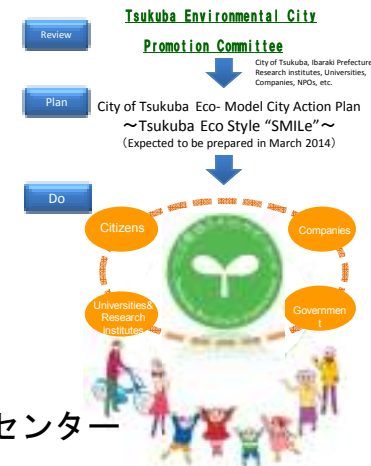 Tsukuba Environmental City
Review
Promotion Committee
City of Tsukuba, Ibaraki Prefecture
Research institutes, Universities,
Companies, NPOs, etc.
Plan
City of Tsukuba Eco- Model City Action Plan
～Tsukuba Eco Style “SMILe”～
（Expected to be prepared in March 2014）
Do
Citizens
Companies
Universities&
Research
institutes
Governmen
t
センター